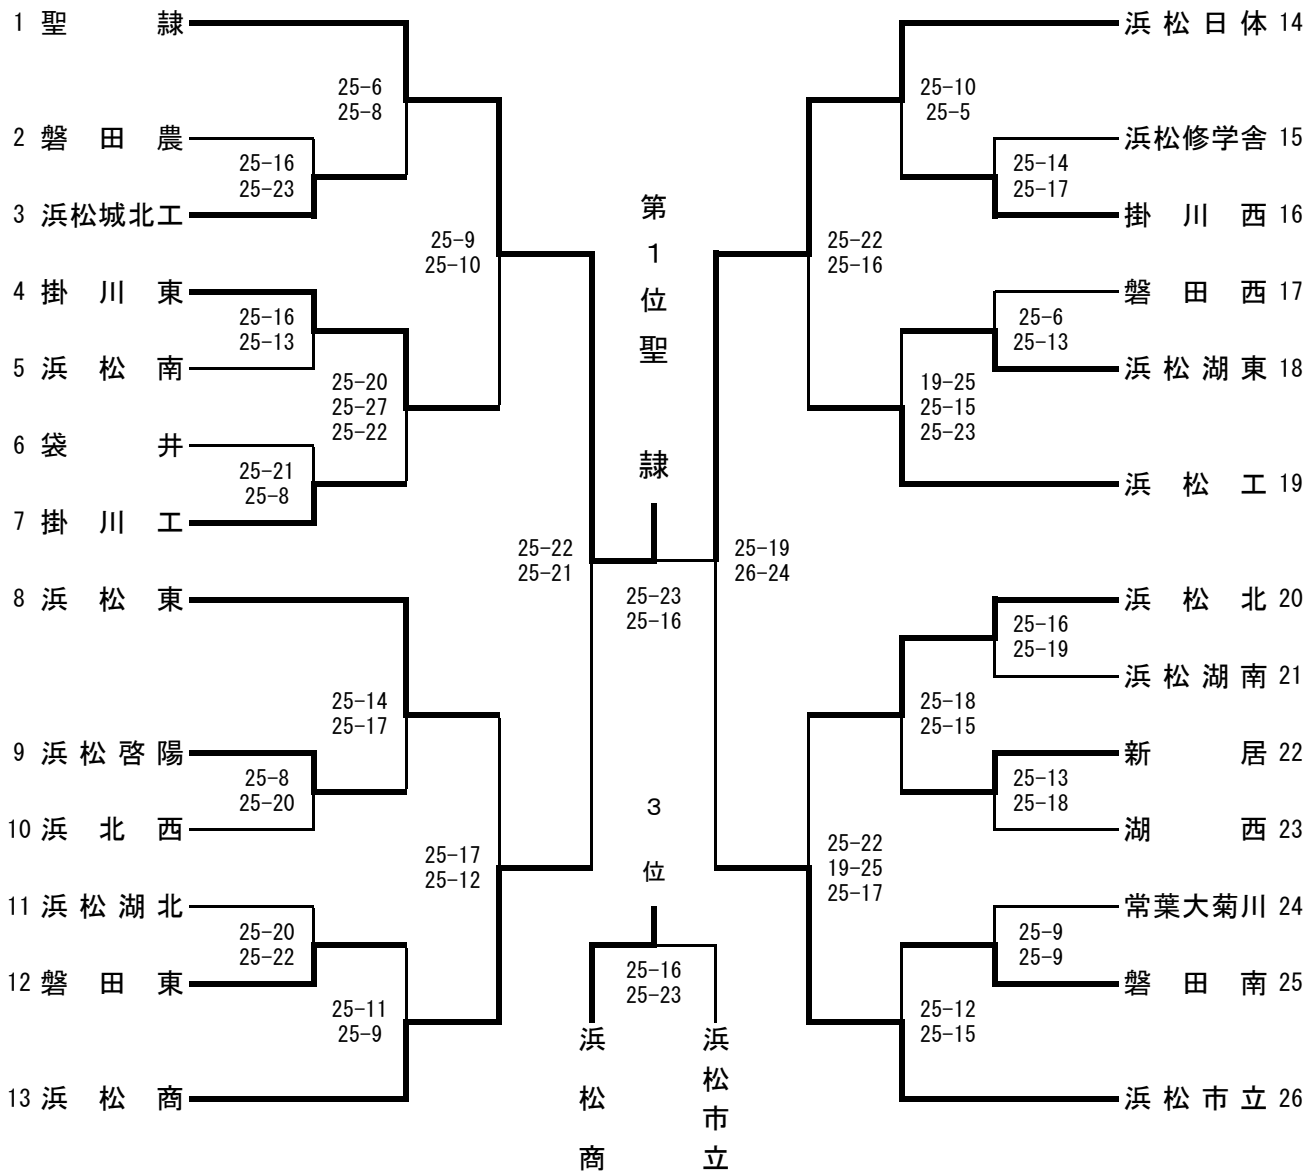 1 聖隷
25-6
25-8
2 磐田農
25-16
25-23
3 浜松城北工
25-9
25-10
4 掛川東
25-16
25-13
5 浜松南
25-20
25-27
25-22
6 袋井
25-21
25-8
7 掛川工
25-22
25-21
8 浜松東
25-14
25-17
9 浜松啓陽
25-8
25-20
10 浜北西
25-17
25-12
11 浜松湖北
25-20
25-22
12 磐田東
25-11
25-9
13 浜松商
第1位聖隷
25-23
25-16
3位
25-16
25-23
浜松商
浜松市立
浜松日体 14
25-10
25-5
浜松修学舎 15
25-14
25-17
掛川西 16
25-22
25-16
磐田西 17
25-6
25-13
浜松湖東 18
19-25
25-15
25-23
浜松工 19
25-19
26-24
浜松北 20
25-16
25-19
浜松湖南 21
25-18
25-15
新居 22
25-13
25-18
湖西 23
25-22
19-25
25-17
常葉大菊川 24
25-9
25-9
磐田南 25
25-12
25-15
浜松市立 26